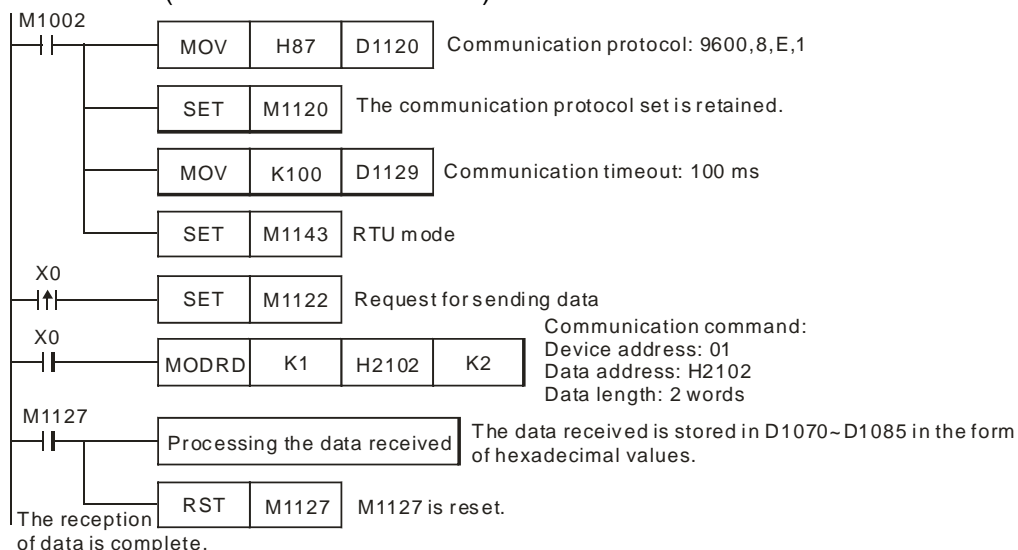 M1002
MOV H87 D1120 Communication protocol: 9600,8,E,1
SET M1120 The communication protocol set is retained.
MOV K100 D1129 Communication timeout: 100 ms
SET M1143 RTU mode
X0
SET M1122 Request for sending data
X0
MODRD K1 H2102 K2
Communication command:
Device address: 01
Data address: H2102
Data length: 2 words
M1127
Processing the data received
The data received is stored in D1070~D1085 in the form
of hexadecimal values.
RST M1127 M1127 is reset.
The reception
of data is complete.